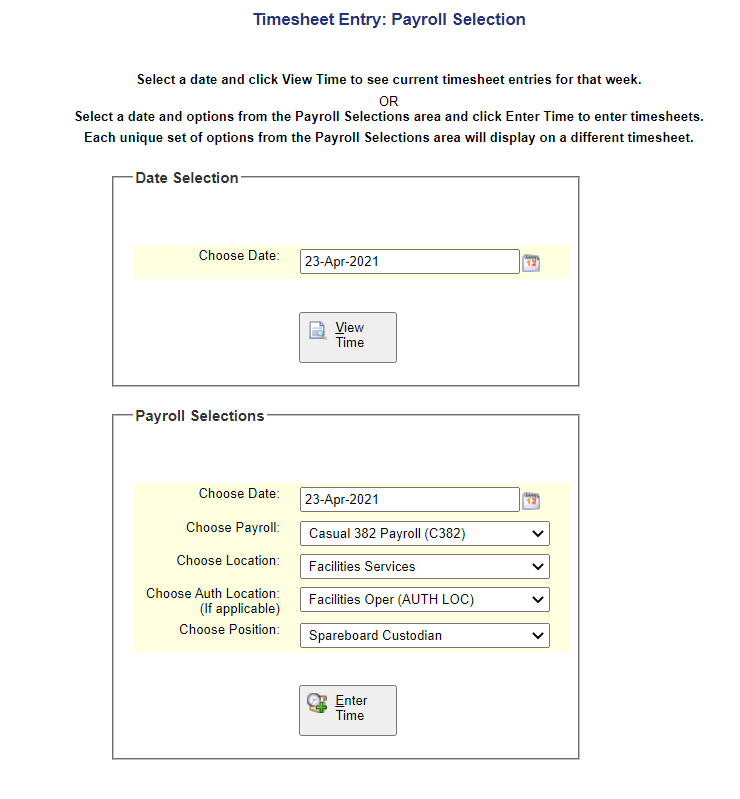 Timesheet Entry: Payroll Selection
Select a date and click View Time to see current timesheet entries for that week.
OR
Select a date and options from the Payroll Selections area and click Enter Time to enter timesheets.
Each unique set of options from the Payroll Selections area will display on a different timesheet.
Date Selection
Choose Date: 23-Apr-2021 12
View
Time
Payroll Selections
Choose Date: 23-Apr-2021 12
Choose Payroll: Casual 382 Payroll (C382)
Choose Location: Facilities Services
Choose Auth Location: Facilities Oper (AUTH LOC)
(If applicable)
Choose Position: Spareboard Custodian
Enter
Time